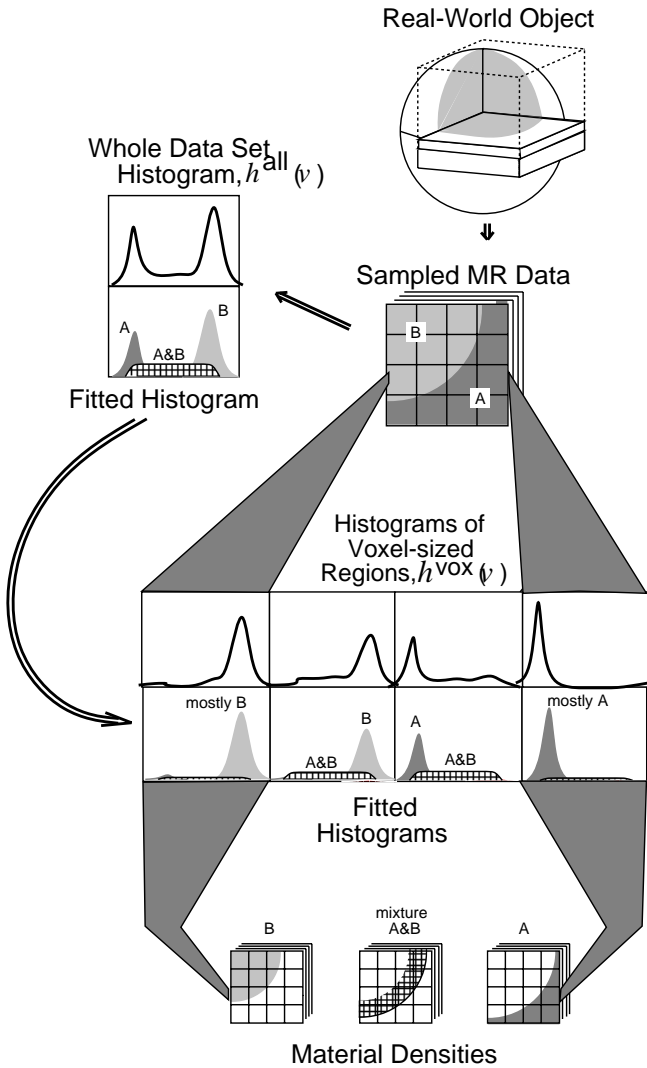 Real-World Object
Whole Data Set
Histogram, h^all (v)
Sampled MR Data
B
A
A
B
A&B
Fitted Histogram
Histograms of
Voxel-sized
Regions, h^vox (v)
mostly B
B
A&B
A
A&B
mostly A
Fitted
Histograms
B
mixture
A&B
A
Material Densities